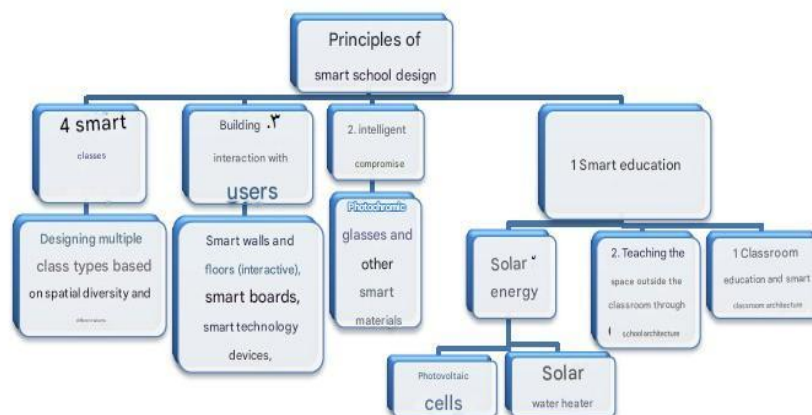 Principles of
smart school design
4 smart
classes
Building .٣
interaction with
users
2. intelligent
compromise
1 Smart education
Designing multiple
class types based
on spatial diversity and
Smart walls and
floors (interactive),
smart boards,
smart technology
devices,
Photochromic
glasses and
other
smart
materials
Solar
energy
2. Teaching the
space outside the
classroom through
school architecture
1 Classroom
education and smart
classroom architecture
Photovoltaic
cells
Solar
water heater